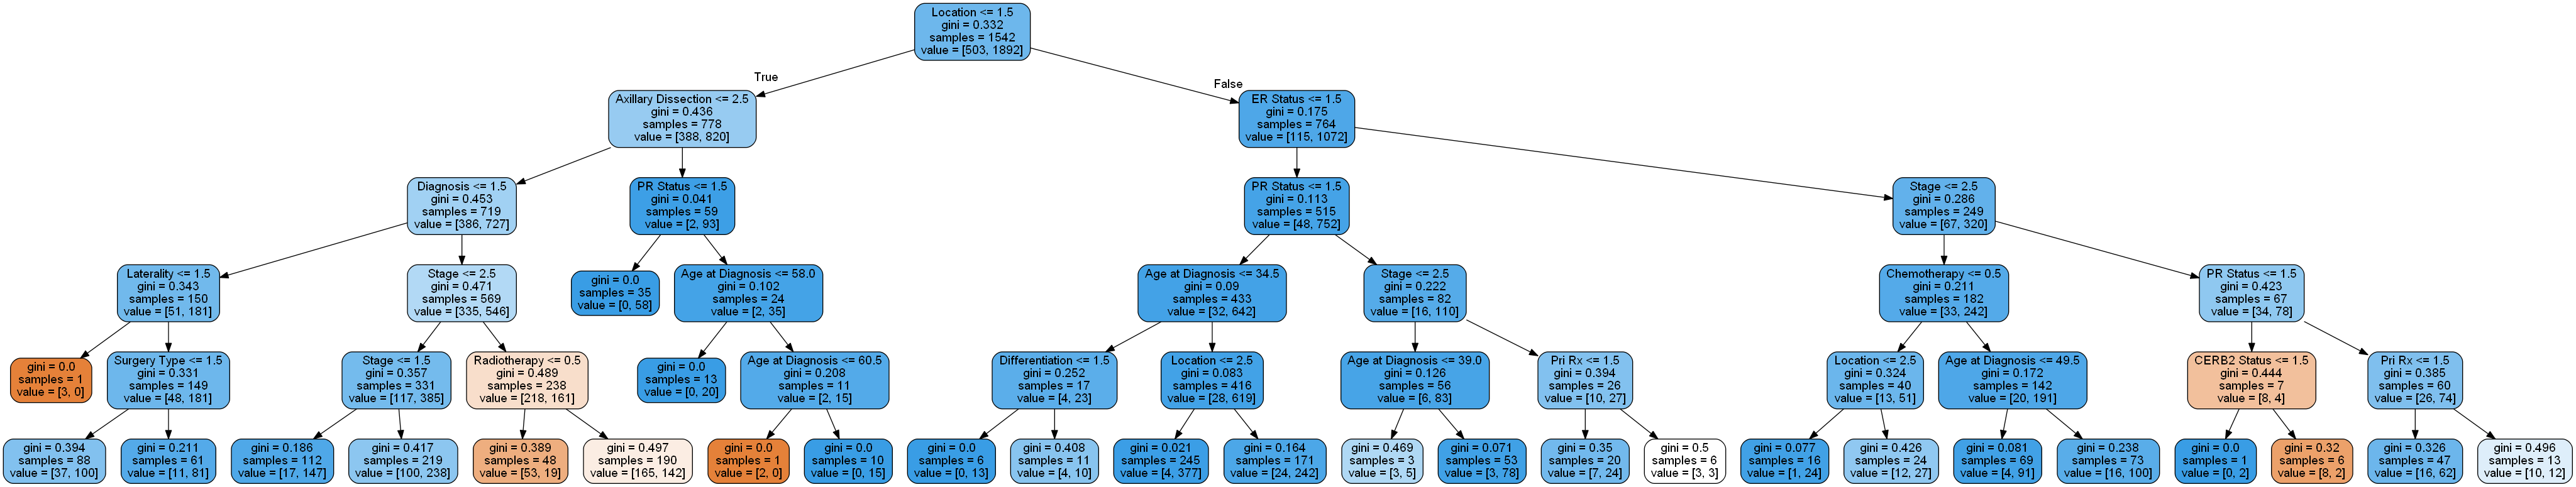 Location <= 1.5
gini = 0.332
samples = 1542
value = [503, 1892]
True
False
Axillary Dissection <= 2.5
gini = 0.436
samples = 778
value = [388, 820]
ER Status <= 1.5
gini = 0.175
samples = 764
value = [115, 1072]
Diagnosis <= 1.5
gini = 0.453
samples = 719
value = [386, 727]
PR Status <= 1.5
gini = 0.041
samples = 59
value = [2, 93]
PR Status <= 1.5
gini = 0.113
samples = 515
value = [48, 752]
Stage <= 2.5
gini = 0.286
samples = 249
value = [67, 320]
Laterality <= 1.5
gini = 0.343
samples = 150
value = [51, 181]
Stage <= 2.5
gini = 0.471
samples = 569
value = [335, 546]
gini = 0.0
samples = 35
value = [0, 58]
Age at Diagnosis <= 58.0
gini = 0.102
samples = 24
value = [2, 35]
Age at Diagnosis <= 34.5
gini = 0.09
samples = 433
value = [32, 642]
Stage <= 2.5
gini = 0.222
samples = 82
value = [16, 110]
Chemotherapy <= 0.5
gini = 0.211
samples = 182
value = [33, 242]
PR Status <= 1.5
gini = 0.423
samples = 67
value = [34, 78]
gini = 0.0
samples = 1
value = [3, 0]
Surgery Type <= 1.5
gini = 0.331
samples = 149
value = [48, 181]
Stage <= 1.5
gini = 0.357
samples = 331
value = [117, 385]
Radiotherapy <= 0.5
gini = 0.489
samples = 238
value = [218, 161]
gini = 0.0
samples = 13
value = [0, 20]
Age at Diagnosis <= 60.5
gini = 0.208
samples = 11
value = [2, 15]
Differentiation <= 1.5
gini = 0.252
samples = 17
value = [4, 23]
Location <= 2.5
gini = 0.083
samples = 416
value = [28, 619]
Age at Diagnosis <= 39.0
gini = 0.126
samples = 56
value = [6, 83]
Pri Rx <= 1.5
gini = 0.394
samples = 26
value = [10, 27]
Location <= 2.5
gini = 0.324
samples = 40
value = [13, 51]
Age at Diagnosis <= 49.5
gini = 0.172
samples = 142
value = [20, 191]
CERB2 Status <= 1.5
gini = 0.444
samples = 7
value = [8, 4]
Pri Rx <= 1.5
gini = 0.385
samples = 60
value = [26, 74]
gini = 0.394
samples = 88
value = [37, 100]
gini = 0.211
samples = 61
value = [11, 81]
gini = 0.186
samples = 112
value = [17, 147]
gini = 0.417
samples = 219
value = [100, 238]
gini = 0.389
samples = 48
value = [53, 19]
gini = 0.497
samples = 190
value = [165, 142]
gini = 0.0
samples = 1
value = [2, 0]
gini = 0.0
samples = 10
value = [0, 15]
gini = 0.0
samples = 6
value = [0, 13]
gini = 0.408
samples = 11
value = [4, 10]
gini = 0.021
samples = 245
value = [4, 377]
gini = 0.164
samples = 171
value = [24, 242]
gini = 0.469
samples = 3
value = [3, 5]
gini = 0.071
samples = 53
value = [3, 78]
gini = 0.35
samples = 20
value = [7, 24]
gini = 0.5
samples = 6
value = [3, 3]
gini = 0.077
samples = 16
value = [1, 24]
gini = 0.426
samples = 24
value = [12, 27]
gini = 0.081
samples = 69
value = [4, 91]
gini = 0.238
samples = 73
value = [16, 100]
gini = 0.0
samples = 1
value = [0, 2]
gini = 0.32
samples = 6
value = [8, 2]
gini = 0.326
samples = 47
value = [16, 62]
gini = 0.496
samples = 13
value = [10, 12]